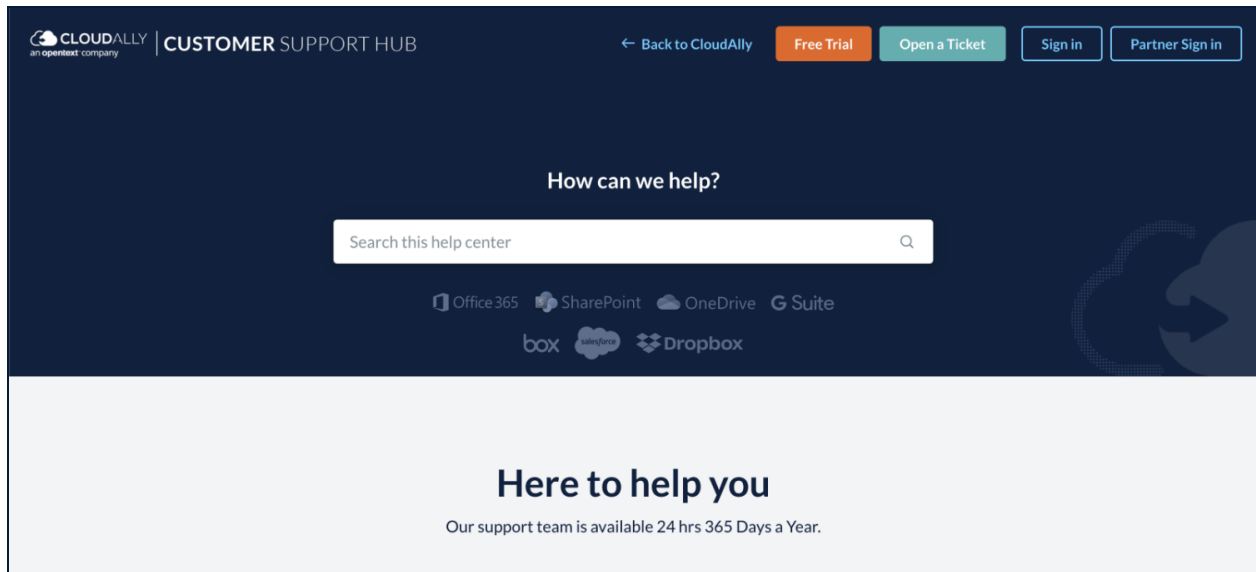 CLOUDALLY
an opentext company
CUSTOMER SUPPORT HUB
← Back to CloudAlly
Free Trial
Open a Ticket
Sign in
Partner Sign in
How can we help?
Search this help center
Office 365 SharePoint OneDrive G Suite
box salesforce Dropbox
Here to help you
Our support team is available 24 hrs 365 Days a Year.